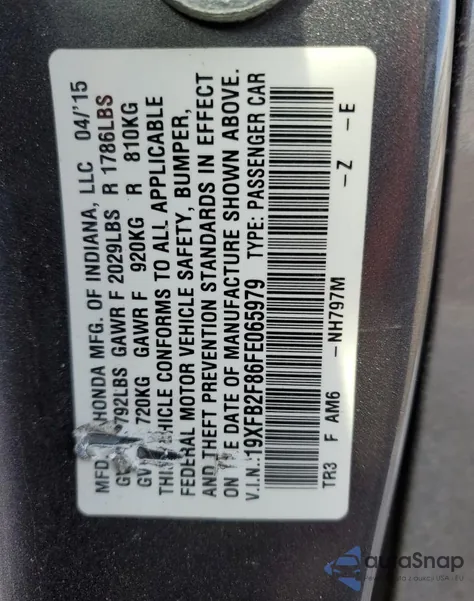 MFD. HONDA MFG. OF INDIANA, LLC 04/'15
792LBS GAWR F 2029LBS R 1786LBS
720KG GAWR F 920KG R 810KG
VEHICLE CONFORMS TO ALL APPLICABLE
FEDERAL MOTOR VEHICLE SAFETY, BUMPER,
AND THEFT PREVENTION STANDARDS IN EFFECT
ON THE DATE OF MANUFACTURE SHOWN ABOVE.
V.I.N.:19XFB2F86FE065979 TYPE: PASSENGER CAR
TR3 F AM6 -NH797M -Z -E
auraSnap